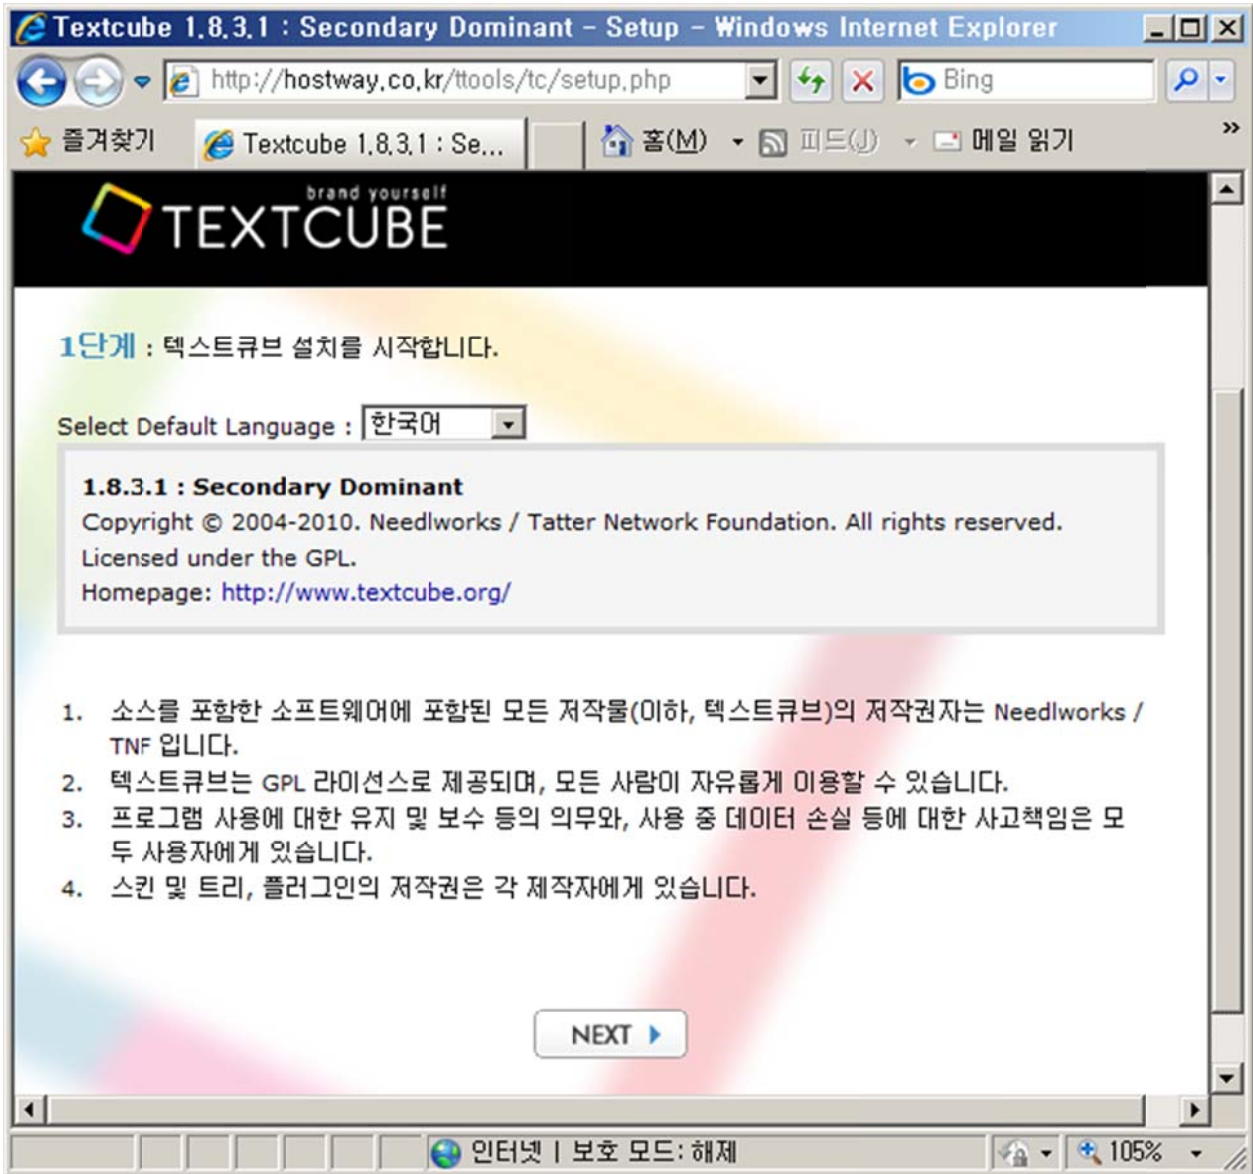 Textcube 1.8.3.1 : Secondary Dominant - Setup - Windows Internet Explorer
http://hostway.co.kr/ttools/tc/setup.php
Bing
즐겨찾기
Textcube 1.8.3.1 : Se...
홈(M)
피드(J)
메일 읽기
»
brand yourself
TEXTCUBE
1단계 : 텍스트큐브 설치를 시작합니다.
Select Default Language : 한국어
1.8.3.1 : Secondary Dominant
Copyright © 2004-2010. Needlworks / Tatter Network Foundation. All rights reserved.
Licensed under the GPL.
Homepage: http://www.textcube.org/
1. 소스를 포함한 소프트웨어에 포함된 모든 저작물(이하, 텍스트큐브)의 저작권자는 Needlworks /
TNF 입니다.
2. 텍스트큐브는 GPL 라이선스로 제공되며, 모든 사람이 자유롭게 이용할 수 있습니다.
3. 프로그램 사용에 대한 유지 및 보수 등의 의무와, 사용 중 데이터 손실 등에 대한 사고책임은 모
두 사용자에게 있습니다.
4. 스킨 및 트리, 플러그인의 저작권은 각 제작자에게 있습니다.
NEXT
인터넷 | 보호 모드: 해제
105%